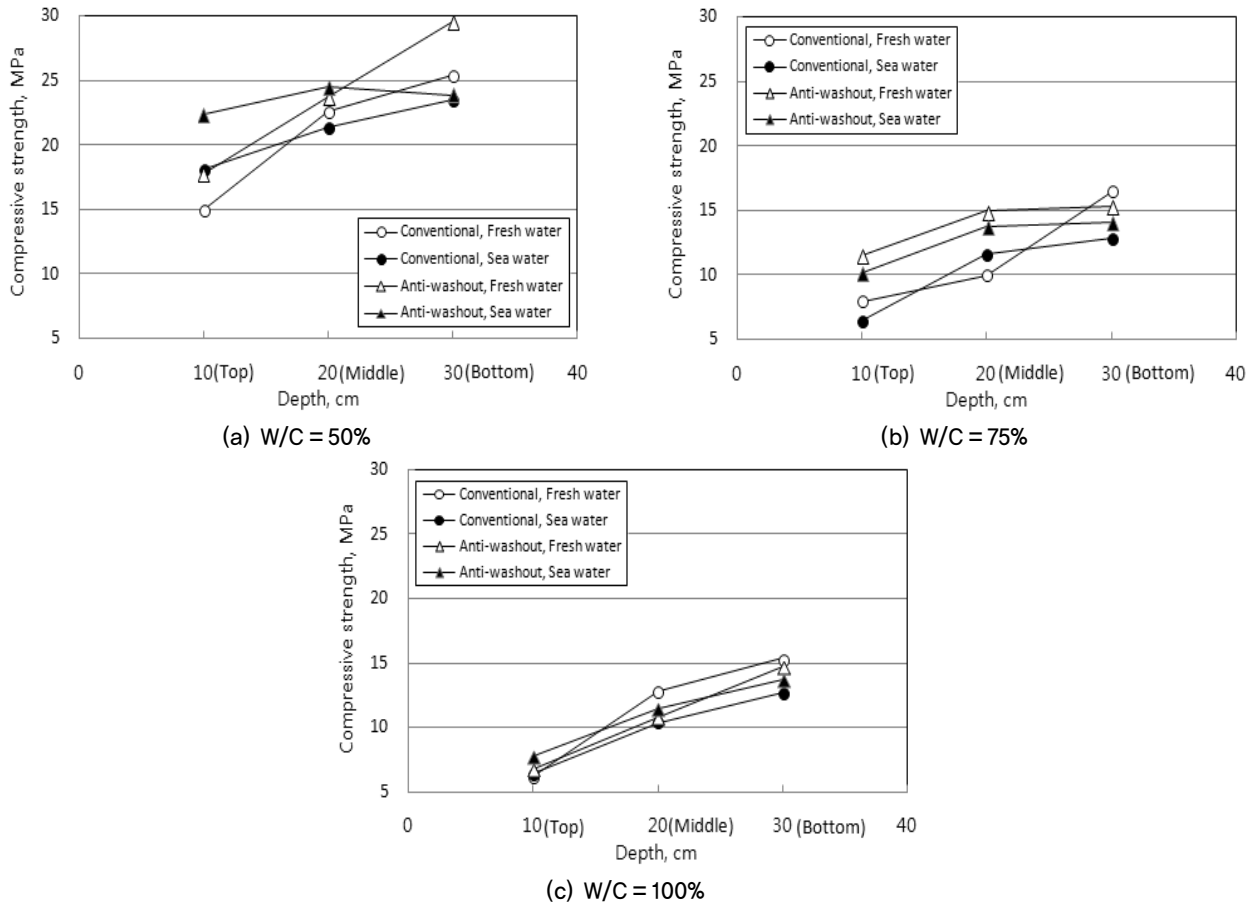 30
25
20
15
10
5
Compressive strength, MPa
Conventional, Fresh water
Conventional, Sea water
Anti-washout, Fresh water
Anti-washout, Sea water
0 10(Top) 20(Middle) 30(Bottom) 40
Depth, cm
(a) W/C = 50%
30
25
20
15
10
5
Compressive strength, MPa
Conventional, Fresh water
Conventional, Sea water
Anti-washout, Fresh water
Anti-washout, Sea water
0 10(Top) 20(Middle) 30 (Bottom) 40
Depth, cm
(b) W/C = 75%
30
25
20
15
10
5
Compressive strength, MPa
Conventional, Fresh water
Conventional, Sea water
Anti-washout, Fresh water
Anti-washout, Sea water
0 10(Top) 20(Middle) 30 (Bottom) 40
Depth, cm
(c) W/C = 100%